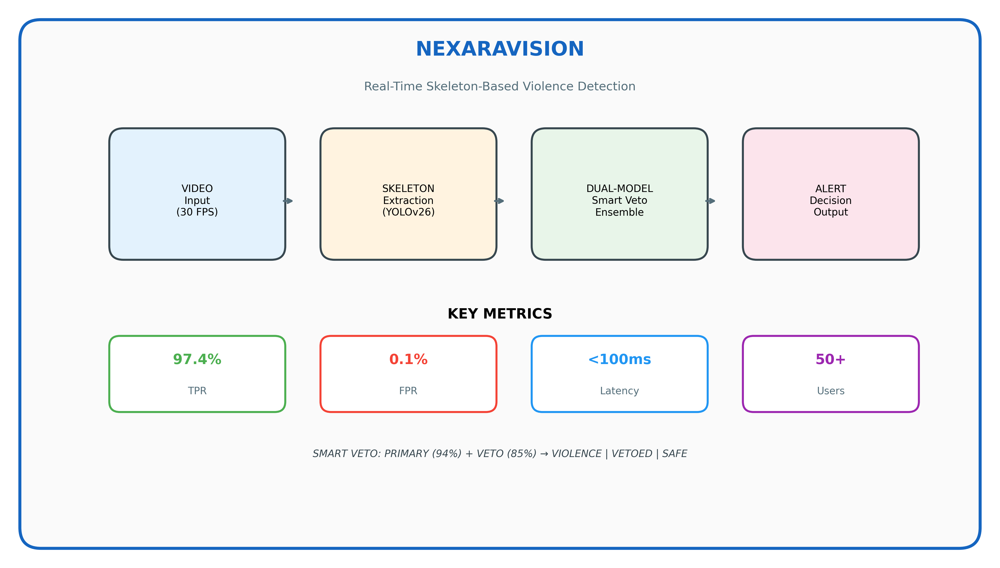 NEXARAVISION
Real-Time Skeleton-Based Violence Detection
VIDEO
Input
(30 FPS)
SKELETON
Extraction
(YOLOv26)
DUAL-MODEL
Smart Veto
Ensemble
ALERT
Decision
Output
KEY METRICS
97.4%
TPR
0.1%
FPR
<100ms
Latency
50+
Users
SMART VETO: PRIMARY (94%) + VETO (85%) → VIOLENCE | VETOED | SAFE